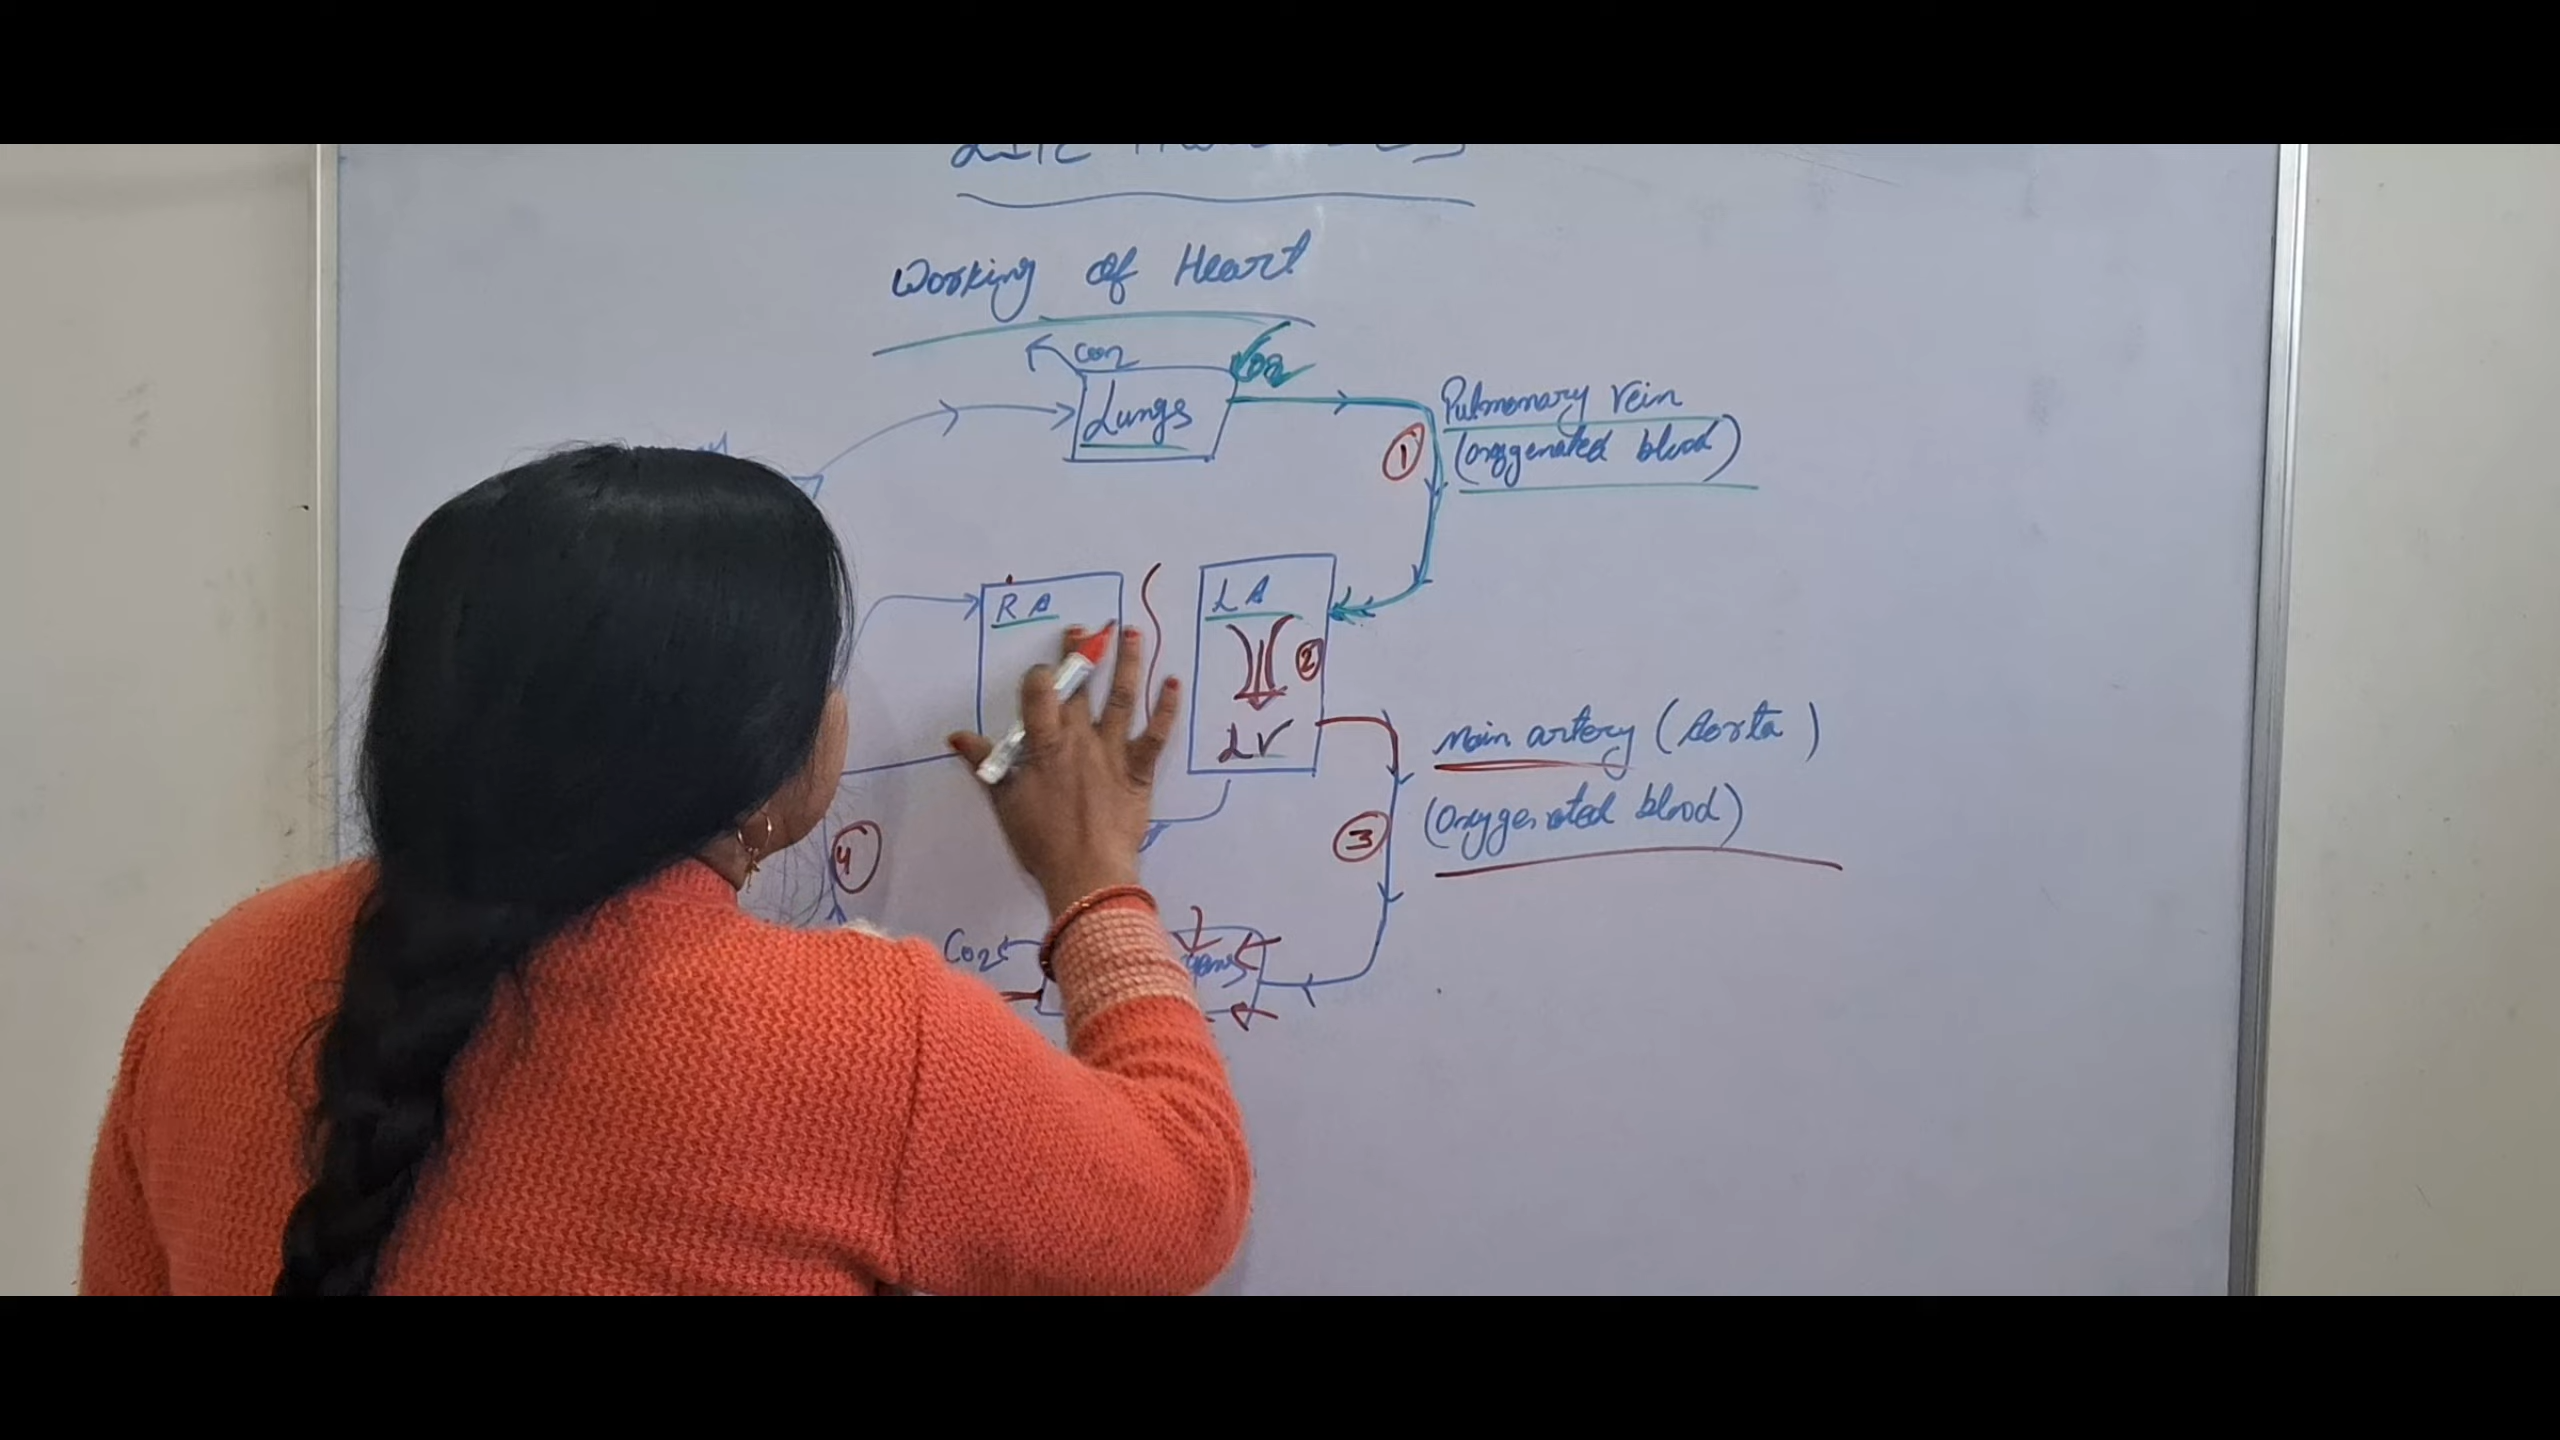 Working of Heart
CO2
O2
Lungs
Pulmonary vein
(oxygenated blood)
1
RA
LA
2
LV
Main artery (Aorta)
(oxygenated blood)
3
4
CO2